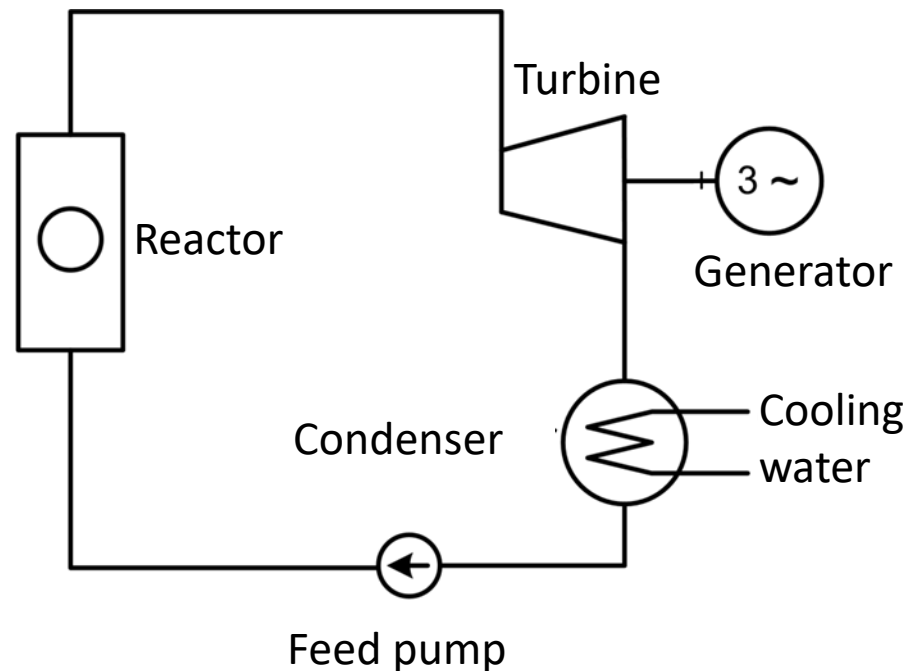 Turbine
3 ~
Reactor
Generator
Condenser
Cooling
water
Feed pump